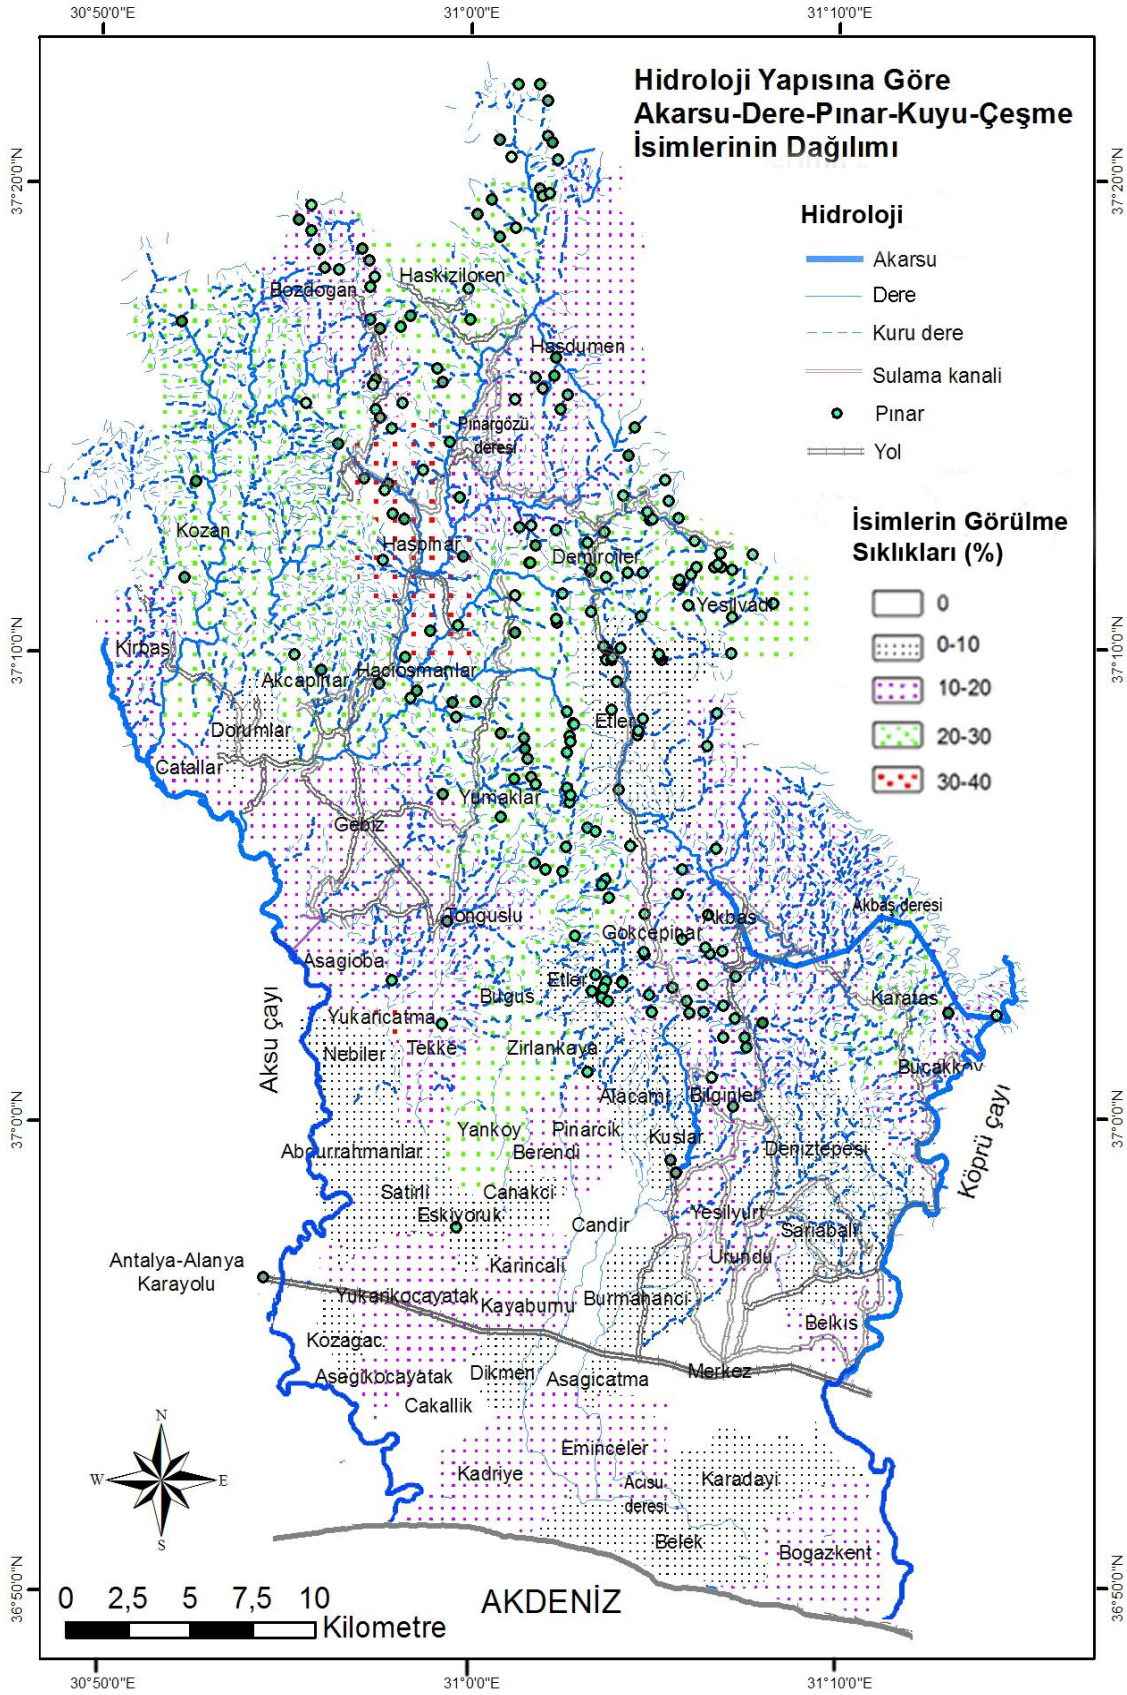 30°50'0"E
31°0'0"E
31°10'0"E
Hidroloji Yapısına Göre
Akarsu-Dere-Pınar-Kuyu-Çeşme
İsimlerinin Dağılımı
37°20'0"N
37°20'0"N
Hidroloji
Akarsu
Dere
Kuru dere
Sulama kanali
Pınar
Yol
İsimlerin Görülme
Sıklıkları (%)
0
0-10
10-20
20-30
30-40
Haskiziloren
Bozdogan
Hasdumen
Pınargözü
deresi
Kozan
Haspinar
Demirciler
Yesilvadi
37°10'0"N
37°10'0"N
Kirbas
Akcapinar
Haciosmanlar
Dorumlar
Etler
Catallar
Yumaklar
Gebiz
Akbaş deresi
Tonguslu
Akbas
Gokcepinar
Asagioba
Etler
Bugus
Karatas
Yukaricatma
Aksu çayı
Nebiler
Tekke
Zirlankaya
Bucakkoy
Alacami
Bilginler
37°0'0"N
37°0'0"N
Yankoy
Pinarcik
Kuslar
Abdurrahmanlar
Berendi
Deniztepesi
Köprü çayı
Satirli
Canakci
Eskiyoruk
Candir
Yesilyurt
Sariabali
Antalya-Alanya
Karayolu
Karincali
Urundu
Yukarikocayatak
Kayaburnu
Burmahanci
Belkis
Kozagac
Asegikocayatak
Dikmen
Asagicatma
Merkez
Cakallik
Eminceler
Kadriye
Acısu
deresi
Karadayi
Belek
Bogazkent
N
W
E
S
36°50'0"N
36°50'0"N
AKDENİZ
0 2,5 5 7,5 10
Kilometre
30°50'0"E
31°0'0"E
31°10'0"E